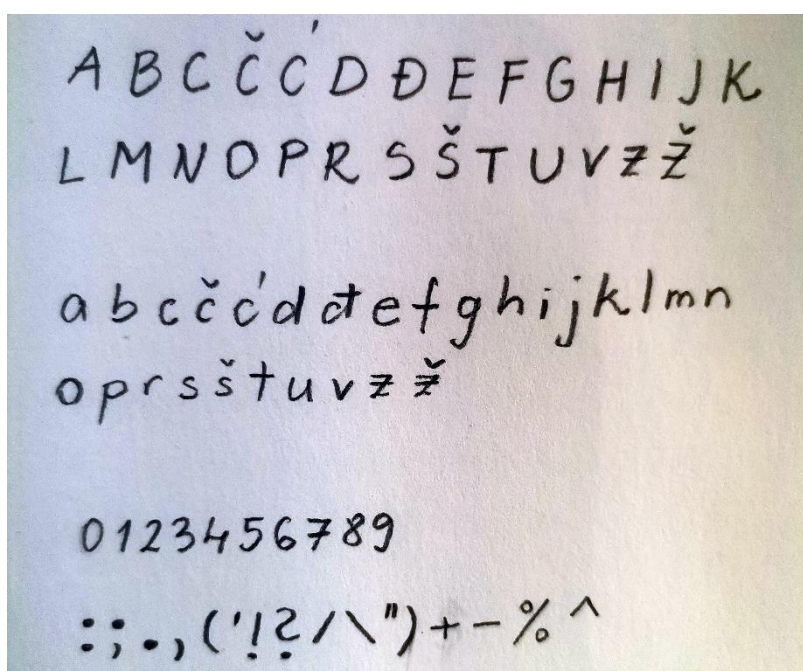 A B C Č Ć D Đ E F G H I J K
L M N O P R S Š T U V Z Ž
a b c č ć d đ e f g h i j k l m n
o p r s š t u v z ž
0 1 2 3 4 5 6 7 8 9
: ; . , ( ' ! ? / \ " ) + - % ^